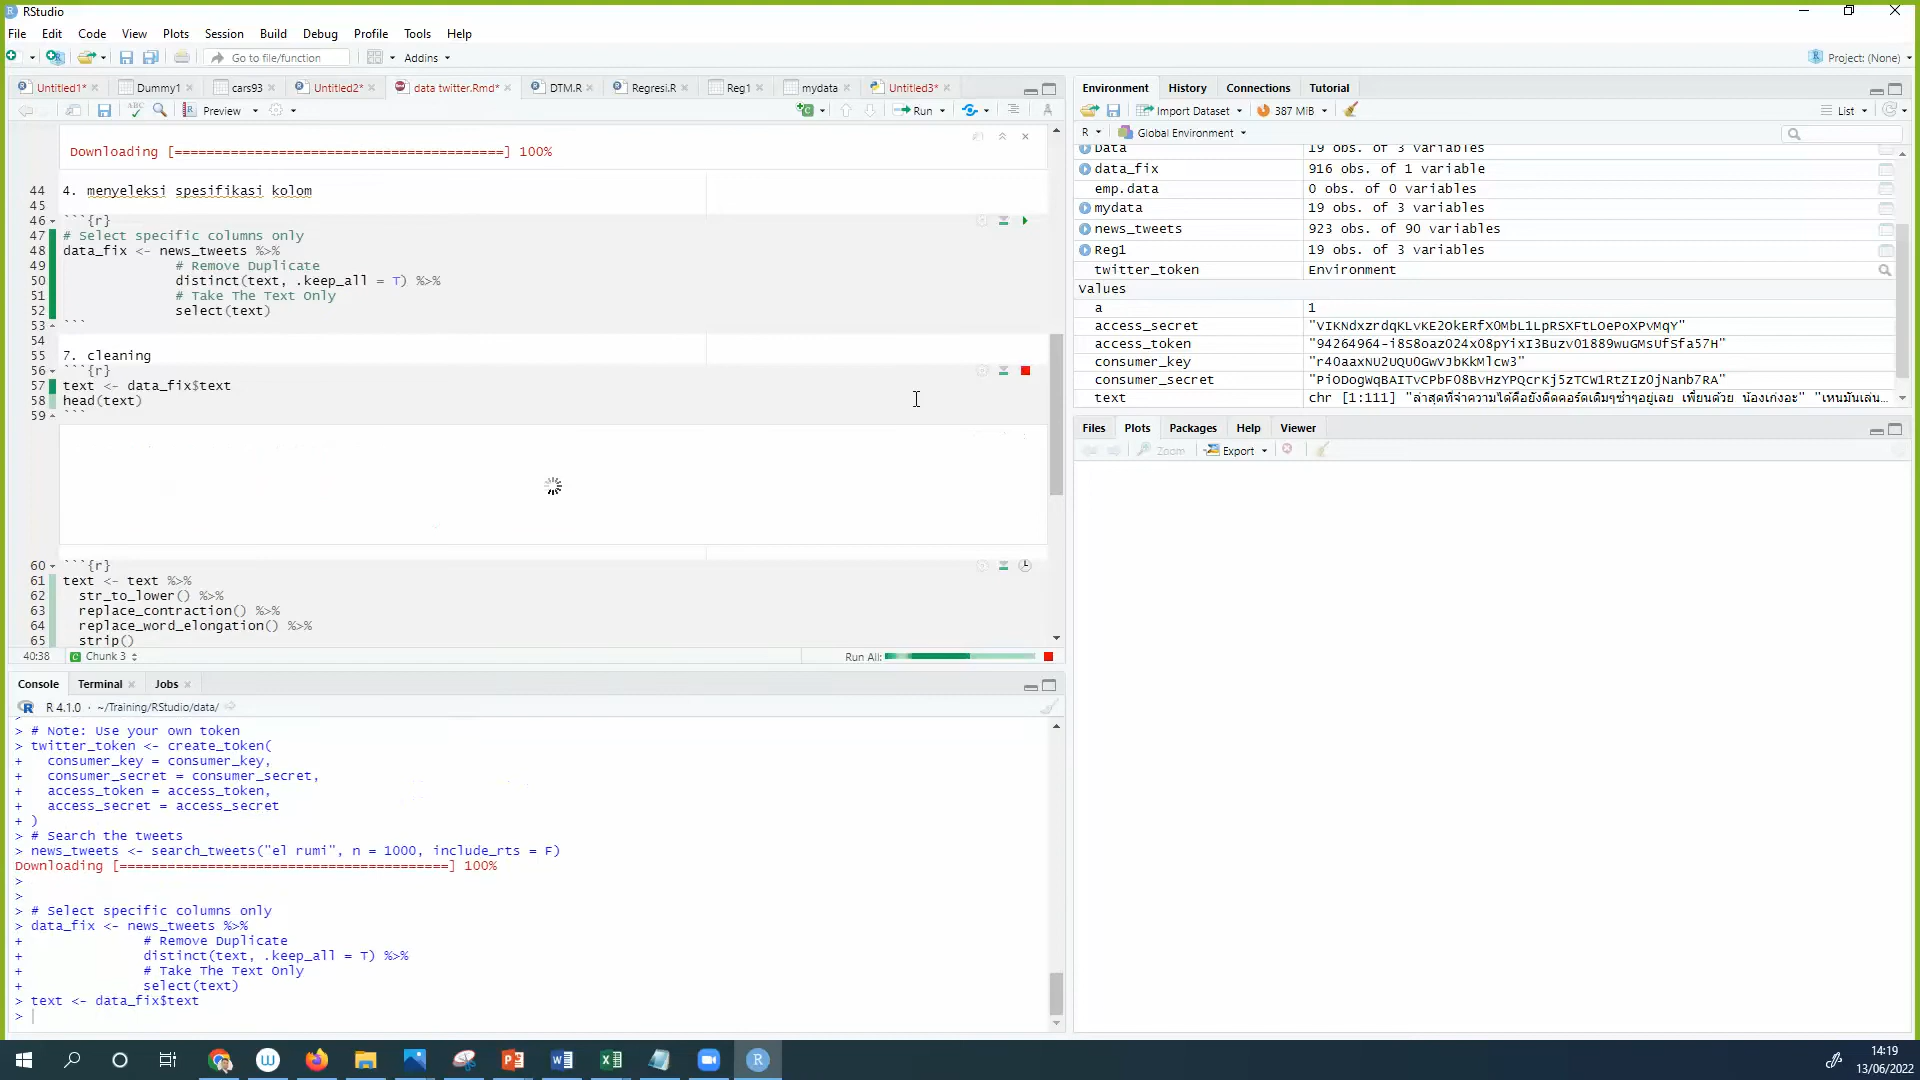 RStudio
File Edit Code View Plots Session Build Debug Profile Tools Help
Go to file/function Addins Project: (None)
Untitled1* Dummy1 cars93 Untitled2* data twitter.Rmd* DTM.R Regresi.R Reg1 mydata Untitled3*
Preview Run
Downloading [=========================================] 100%
44 4. menyeleksi spesifikasi kolom
45
46 ```{r}
47 # Select specific columns only
48 data_fix <- news_tweets %>%
49 # Remove Duplicate
50 distinct(text, .keep_all = T) %>%
51 # Take The Text Only
52 select(text)
53 ```
54
55 7. cleaning
56 ```{r}
57 text <- data_fix$text
58 head(text)
59 ```
60 ```{r}
61 text <- text %>%
62 str_to_lower() %>%
63 replace_contraction() %>%
64 replace_word_elongation() %>%
65 strip()
40:38 Chunk 3 Run All:
Console Terminal Jobs
R 4.1.0 · ~/Training/RStudio/data/
>
> # Note: Use your own token
> twitter_token <- create_token(
+ consumer_key = consumer_key,
+ consumer_secret = consumer_secret,
+ access_token = access_token,
+ access_secret = access_secret
+ )
> # Search the tweets
> news_tweets <- search_tweets("el rumi", n = 1000, include_rts = F)
Downloading [=========================================] 100%
>
>
> # Select specific columns only
> data_fix <- news_tweets %>%
+ # Remove Duplicate
+ distinct(text, .keep_all = T) %>%
+ # Take The Text Only
+ select(text)
> text <- data_fix$text
>
Environment History Connections Tutorial
Import Dataset 387 MiB List
R Global Environment
Data 19 obs. of 3 variables
data_fix 916 obs. of 1 variable
emp.data 0 obs. of 0 variables
mydata 19 obs. of 3 variables
news_tweets 923 obs. of 90 variables
Reg1 19 obs. of 3 variables
twitter_token Environment
Values
a 1
access_secret "VIKNdxzrdqKLvKE2OkERfX0MbL1LpRSXFtLOePoXPvMqY"
access_token "94264964-i8S8oaz024x08pYixI3Buzv01889wuGMsUfSfa57H"
consumer_key "r40aaxNU2UQU0GwVJbKkMlcw3"
consumer_secret "PiODogWqBAITvCPbF08BvHzYPQcrKj5zTCW1RtZIz0jNanb7RA"
text chr [1:111] "ล่าสุดที่จำความได้คือยังดีดคอร์ดเดิมๆซ้ำๆอยู่เลย เพี้ยนด้วย น้องเก่งอะ" "เหนมันเล่น...
Files Plots Packages Help Viewer
Zoom Export
14:19
13/06/2022